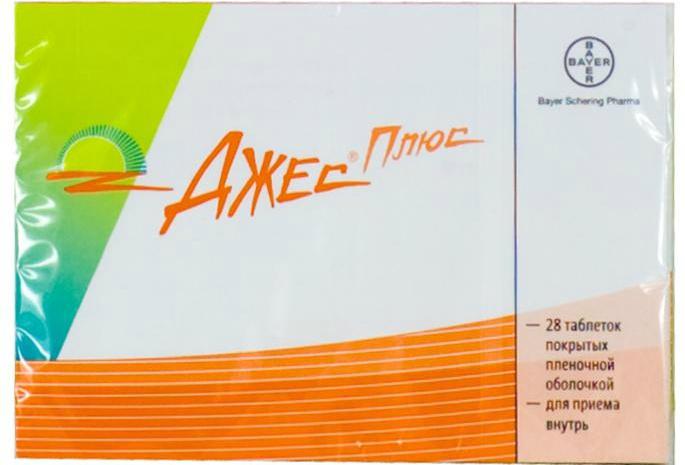 BAYER
BAYER
Bayer Schering Pharma
Джес® Плюс
— 28 таблеток
покрытых
пленочной
оболочкой
— для приема
внутрь